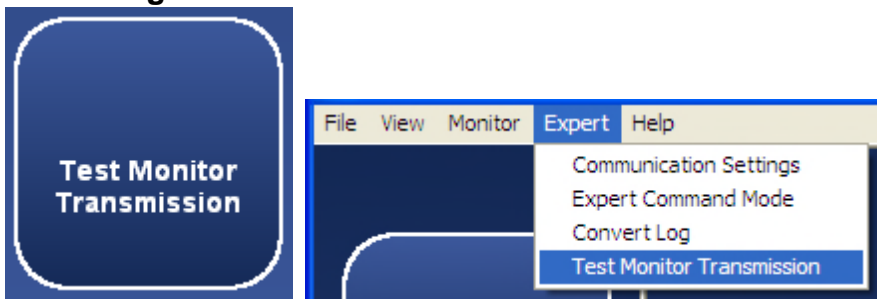 Test Monitor
Transmission
File View Monitor Expert Help
Communication Settings
Expert Command Mode
Convert Log
Test Monitor Transmission